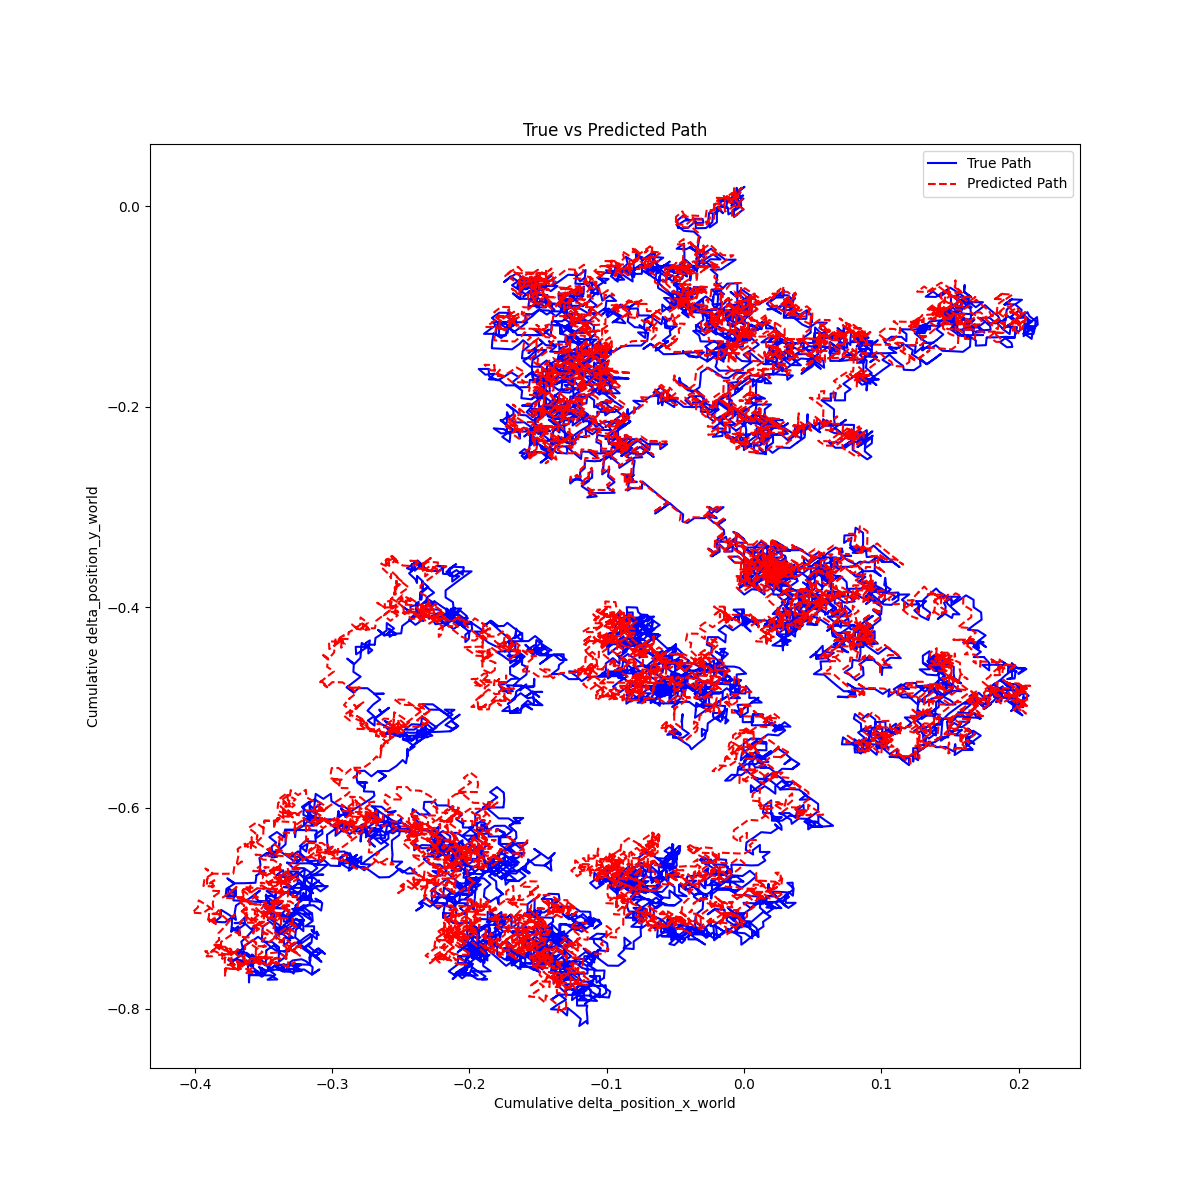 True vs Predicted Path
True Path
Predicted Path
0.0
−0.2
−0.4
−0.6
−0.8
Cumulative delta_position_y_world
−0.4
−0.3
−0.2
−0.1
0.0
0.1
0.2
Cumulative delta_position_x_world